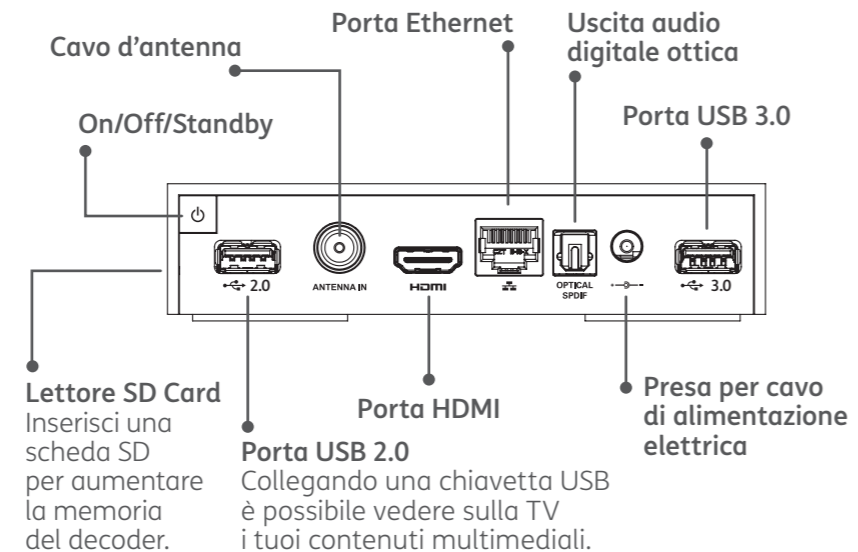 Porta Ethernet
Uscita audio
digitale ottica
Cavo d'antenna
Porta USB 3.0
On/Off/Standby
2.0
ANTENNA IN
HDMI
OPTICAL
SPDIF
3.0
Lettore SD Card
Inserisci una
scheda SD
per aumentare
la memoria
del decoder.
Porta USB 2.0
Collegando una chiavetta USB
è possibile vedere sulla TV
i tuoi contenuti multimediali.
Porta HDMI
Presa per cavo
di alimentazione
elettrica